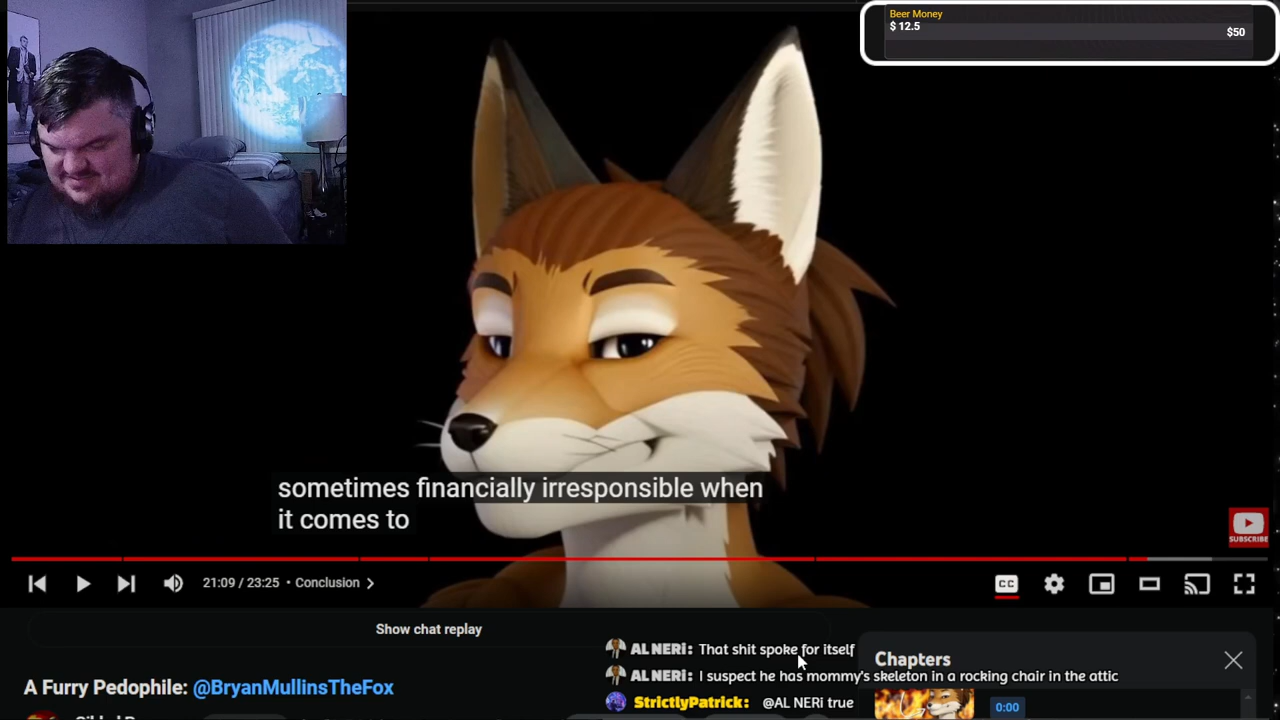 Beer Money
$ 12.5
$50
sometimes financially irresponsible when
it comes to
SUBSCRIBE
21:09 / 23:25 • Conclusion
CC
Show chat replay
AL NERi: That shit spoke for itself
Chapters
AL NERi: I suspect he has mommy's skeleton in a rocking chair in the attic
A Furry Pedophile: @BryanMullinsTheFox
StrictlyPatrick: @AL NERi true
0:00